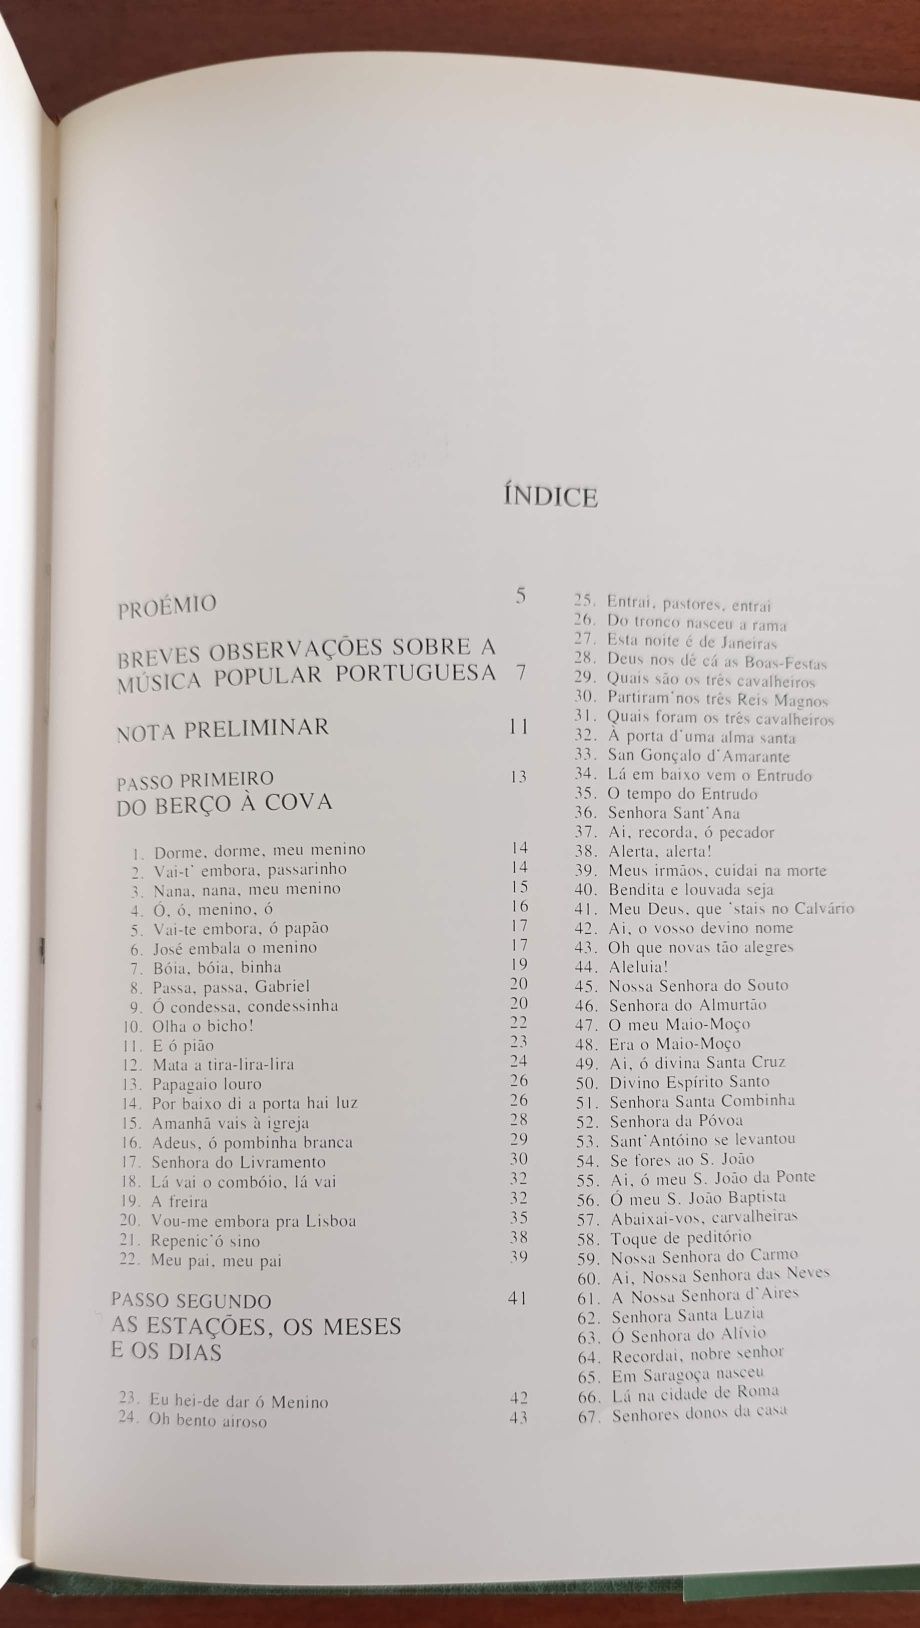 ÍNDICE
PROÉMIO 5
BREVES OBSERVAÇÕES SOBRE A
MÚSICA POPULAR PORTUGUESA 7
NOTA PRELIMINAR 11
PASSO PRIMEIRO 13
DO BERÇO À COVA
1. Dorme, dorme, meu menino 14
2. Vai-t' embora, passarinho 14
3. Nana, nana, meu menino 15
4. Ó, ó, menino, ó 16
5. Vai-te embora, ó papão 17
6. José embala o menino 17
7. Bóia, bóia, binha 19
8. Passa, passa, Gabriel 20
9. Ó condessa, condessinha 20
10. Olha o bicho! 22
11. E ó pião 23
12. Mata a tira-lira-lira 24
13. Papagaio louro 26
14. Por baixo di a porta hai luz 26
15. Amanhã vais à igreja 28
16. Adeus, ó pombinha branca 29
17. Senhora do Livramento 30
18. Lá vai o combóio, lá vai 32
19. A freira 32
20. Vou-me embora pra Lisboa 35
21. Repenic'ó sino 38
22. Meu pai, meu pai 39
PASSO SEGUNDO 41
AS ESTAÇÕES, OS MESES
E OS DIAS
23. Eu hei-de dar ó Menino 42
24. Oh bento airoso 43
25. Entrai, pastores, entrai
26. Do tronco nasceu a rama
27. Esta noite é de Janeiras
28. Deus nos dê cá as Boas-Festas
29. Quais são os três cavalheiros
30. Partiram'nos três Reis Magnos
31. Quais foram os três cavalheiros
32. À porta d'uma alma santa
33. San Gonçalo d'Amarante
34. Lá em baixo vem o Entrudo
35. O tempo do Entrudo
36. Senhora Sant'Ana
37. Ai, recorda, ó pecador
38. Alerta, alerta!
39. Meus irmãos, cuidai na morte
40. Bendita e louvada seja
41. Meu Deus, que 'stais no Calvário
42. Ai, o vosso devino nome
43. Oh que novas tão alegres
44. Aleluia!
45. Nossa Senhora do Souto
46. Senhora do Almurtão
47. O meu Maio-Moço
48. Era o Maio-Moço
49. Ai, ó divina Santa Cruz
50. Divino Espírito Santo
51. Senhora Santa Combinha
52. Senhora da Póvoa
53. Sant'Antóino se levantou
54. Se fores ao S. João
55. Ai, ó meu S. João da Ponte
56. Ó meu S. João Baptista
57. Abaixai-vos, carvalheiras
58. Toque de peditório
59. Nossa Senhora do Carmo
60. Ai, Nossa Senhora das Neves
61. A Nossa Senhora d'Aires
62. Senhora Santa Luzia
63. Ó Senhora do Alívio
64. Recordai, nobre senhor
65. Em Saragoça nasceu
66. Lá na cidade de Roma
67. Senhores donos da casa